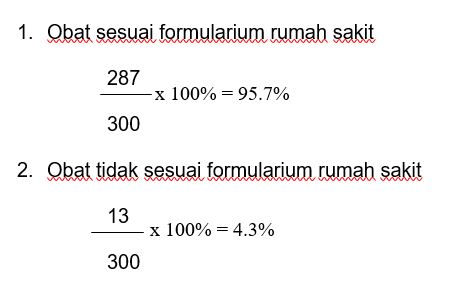 1. Obat sesuai formularium rumah sakit
287
x 100% = 95.7%
300
2. Obat tidak sesuai formularium rumah sakit
13
x 100% = 4.3%
300